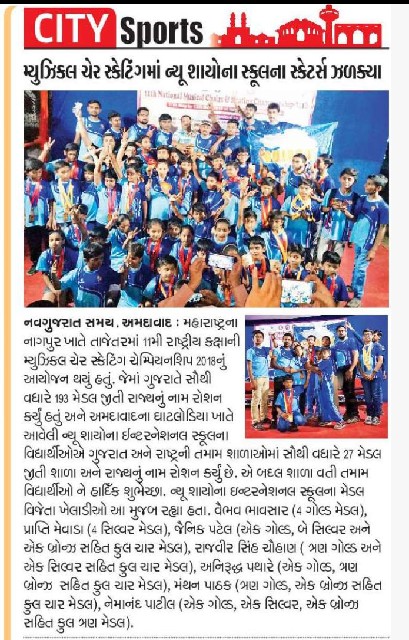 CITY Sports
મ્યુઝિકલ ચેર સ્કેટિંગમાં ન્યૂ શાયોના સ્કૂલના સ્કેટર્સ ઝળક્યા
11th National Musical Chairs
નવગુજરાત સમય, અમદાવાદ : મહારાષ્ટ્રના
નાગપુર ખાતે તાજેતરમાં 11મી રાષ્ટ્રીય કક્ષાની
મ્યુઝિકલ ચેર સ્કેટિંગ ચેમ્પિયનશિપ 2018નું
આયોજન થયું હતું. જેમાં ગુજરાતે સૌથી
વધારે 193 મેડલ જીતી રાજ્યનું નામ રોશન
કર્યું હતું અને અમદાવાદના ઘાટલોડિયા ખાતે
આવેલી ન્યૂ શાયોના ઈન્ટરનેશનલ સ્કૂલના
વિદ્યાર્થીઓએ ગુજરાત અને રાષ્ટ્રની તમામ શાળાઓમાં સૌથી વધારે 27 મેડલ
જીતી શાળા અને રાજ્યનું નામ રોશન કર્યું છે. એ બદલ શાળા વતી તમામ
વિદ્યાર્થીઓ ને હાર્દિક શુભેચ્છા. ન્યૂ શાયોના ઇન્ટરનેશનલ સ્કૂલના મેડલ
વિજેતા ખેલાડીઓ આ મુજબ રહ્યા હતા. વૈભવ ભાવસાર (4 ગોલ્ડ મેડલ),
પ્રાપ્તિ મેવાડા (4 સિલ્વર મેડલ), જૈનિક પટેલ (એક ગોલ્ડ, બે સિલ્વર અને
એક બ્રોન્ઝ સહિત કુલ ચાર મેડલ), રાજવીર સિંહ ચૌહાણ ( ત્રણ ગોલ્ડ અને
એક સિલ્વર સહિત કુલ ચાર મેડલ), અનિરૂદ્ધ પથારે (એક ગોલ્ડ, ત્રણ
બ્રોન્ઝ સહિત કુલ ચાર મેડલ), મંથન પાઠક (ત્રણ ગોલ્ડ, એક બ્રોન્ઝ સહિત
કુલ ચાર મેડલ), નેમાનંદ પાટીલ (એક ગોલ્ડ, એક સિલ્વર, એક બ્રોન્ઝ
સહિત કુલ ત્રણ મેડલ).